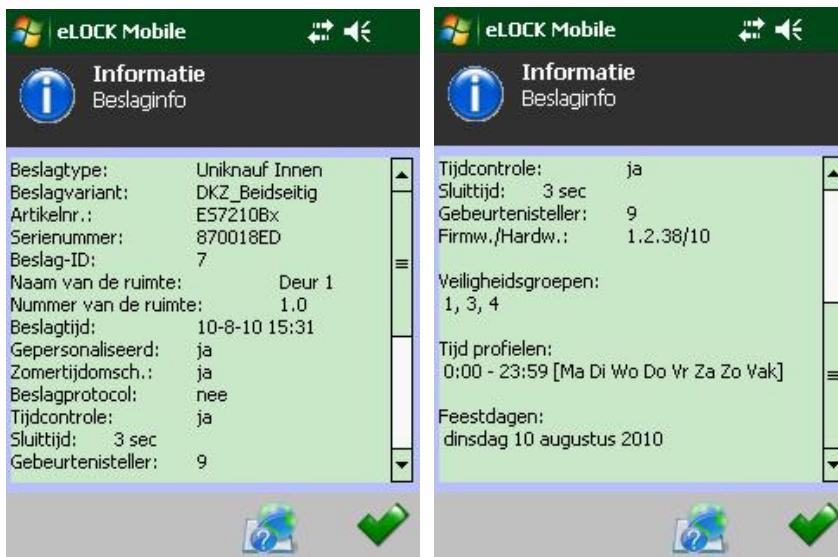 eLOCK Mobile
Informatie
Beslaginfo
Beslagtype: Uniknauf Innen
Beslagvariant: DKZ_Beidseitig
Artikelnr.: ES7210Bx
Serienummer: 870018ED
Beslag-ID: 7
Naam van de ruimte: Deur 1
Nummer van de ruimte: 1.0
Beslagtijd: 10-8-10 15:31
Gepersonaliseerd: ja
Zomertijdomsch.: ja
Beslagprotocol: nee
Tijdcontrole: ja
Sluittijd: 3 sec
Gebeurtenisteller: 9
eLOCK Mobile
Informatie
Beslaginfo
Tijdcontrole: ja
Sluittijd: 3 sec
Gebeurtenisteller: 9
Firmw./Hardw.: 1.2.38/10
Veiligheidsgroepen:
1, 3, 4
Tijd profielen:
0:00 - 23:59 [Ma Di Wo Do Vr Za Zo Vak]
Feestdagen:
dinsdag 10 augustus 2010